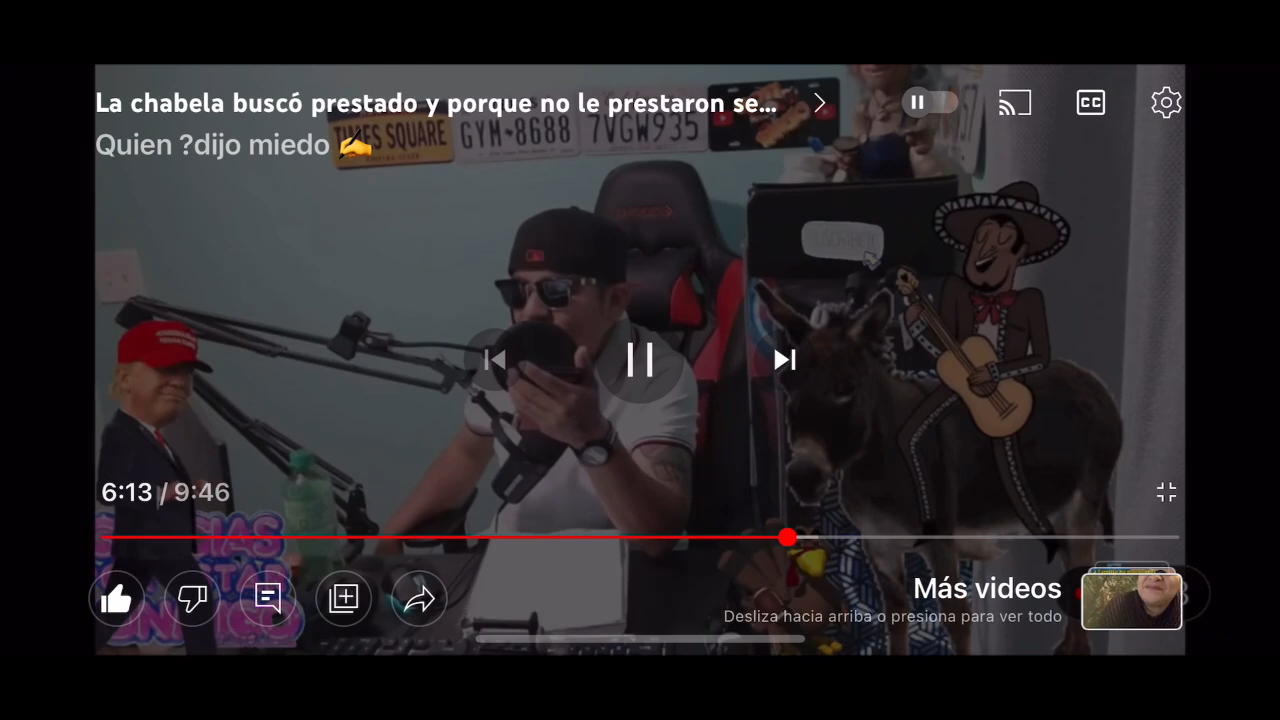 La chabela buscó prestado y porque no le prestaron se...
Quien ?dijo miedo ✍️
TIMES SQUARE
GYM-8688
7VGW935
6:13 / 9:46
Más videos
Desliza hacia arriba o presiona para ver todo
CC